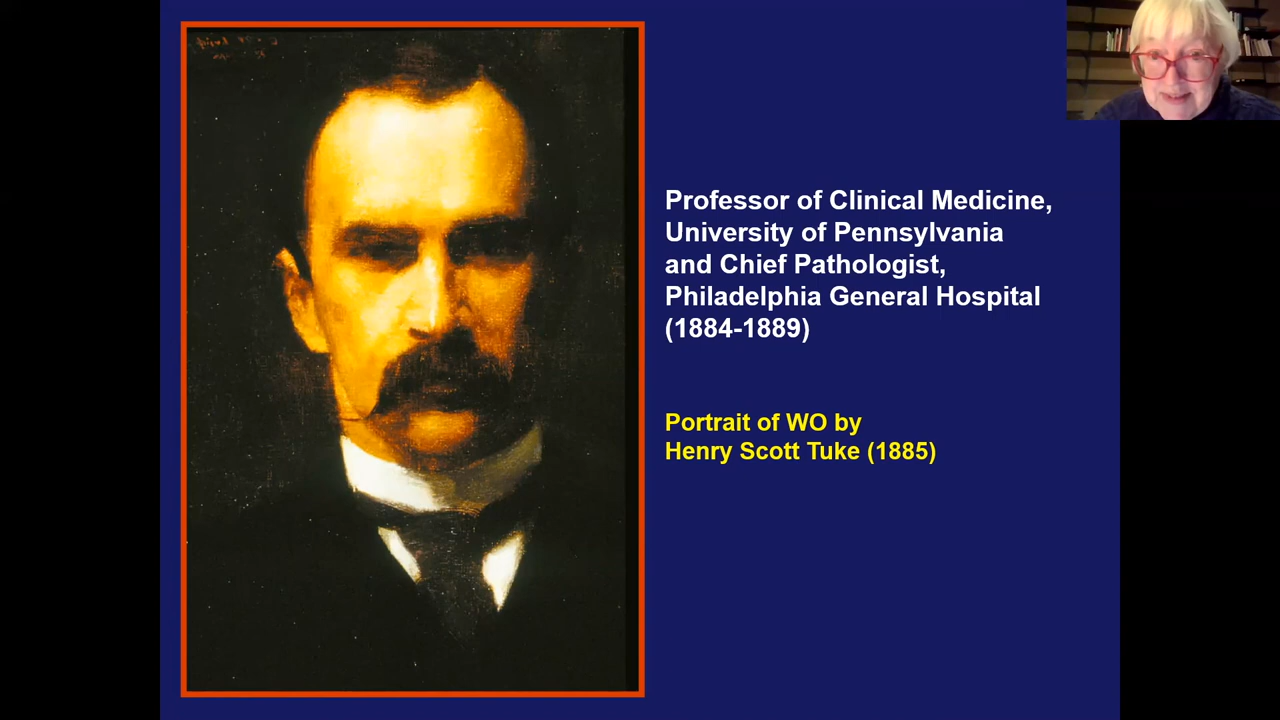 Professor of Clinical Medicine,
University of Pennsylvania
and Chief Pathologist,
Philadelphia General Hospital
(1884-1889)
Portrait of WO by
Henry Scott Tuke (1885)